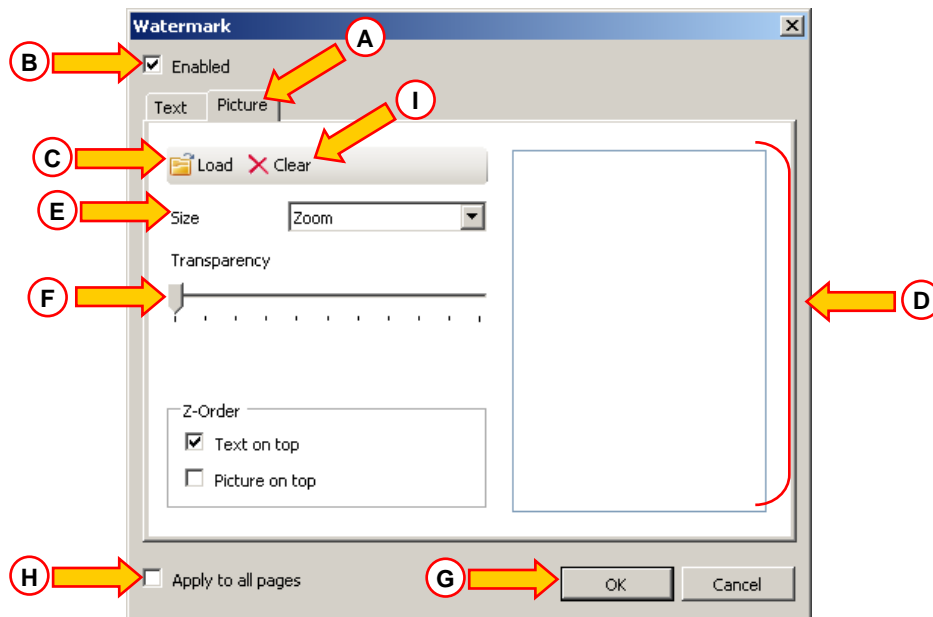 Watermark
A
B
Enabled
Text Picture
I
C
Load Clear
E
Size Zoom
Transparency
F
D
Z-Order
Text on top
Picture on top
H
Apply to all pages
G
OK Cancel